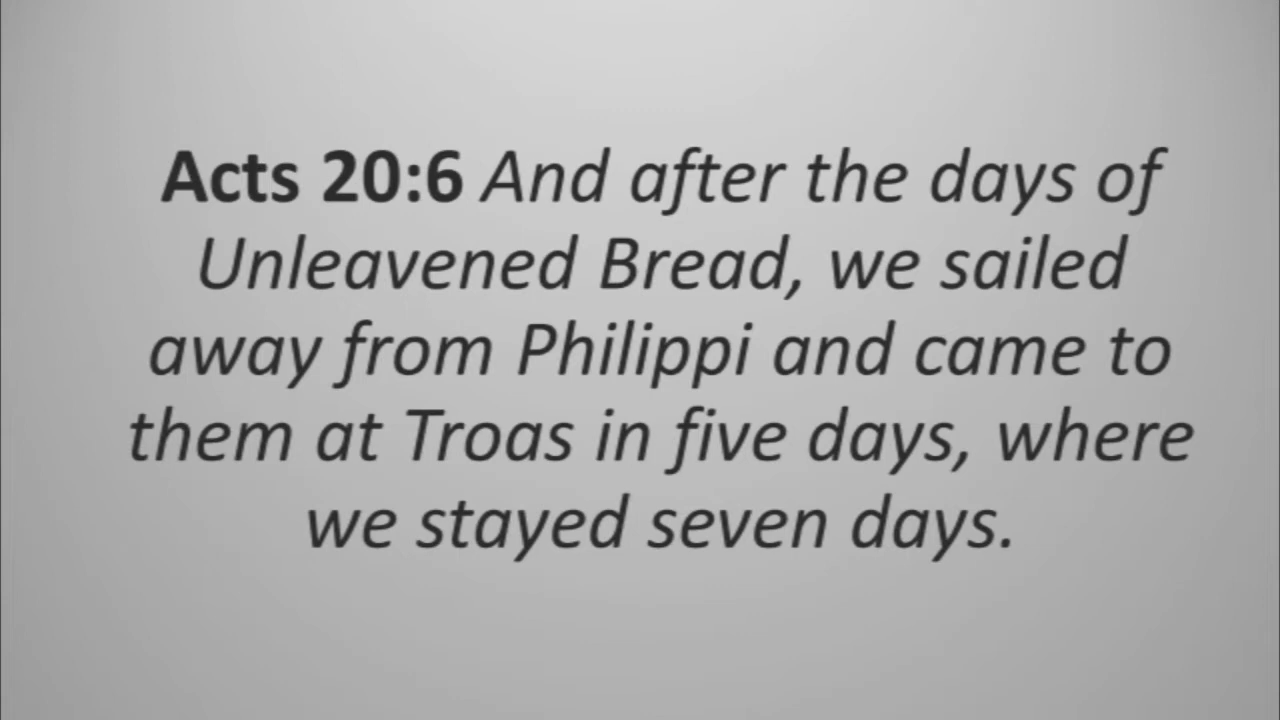 Acts 20:6 And after the days of
Unleavened Bread, we sailed
away from Philippi and came to
them at Troas in five days, where
we stayed seven days.